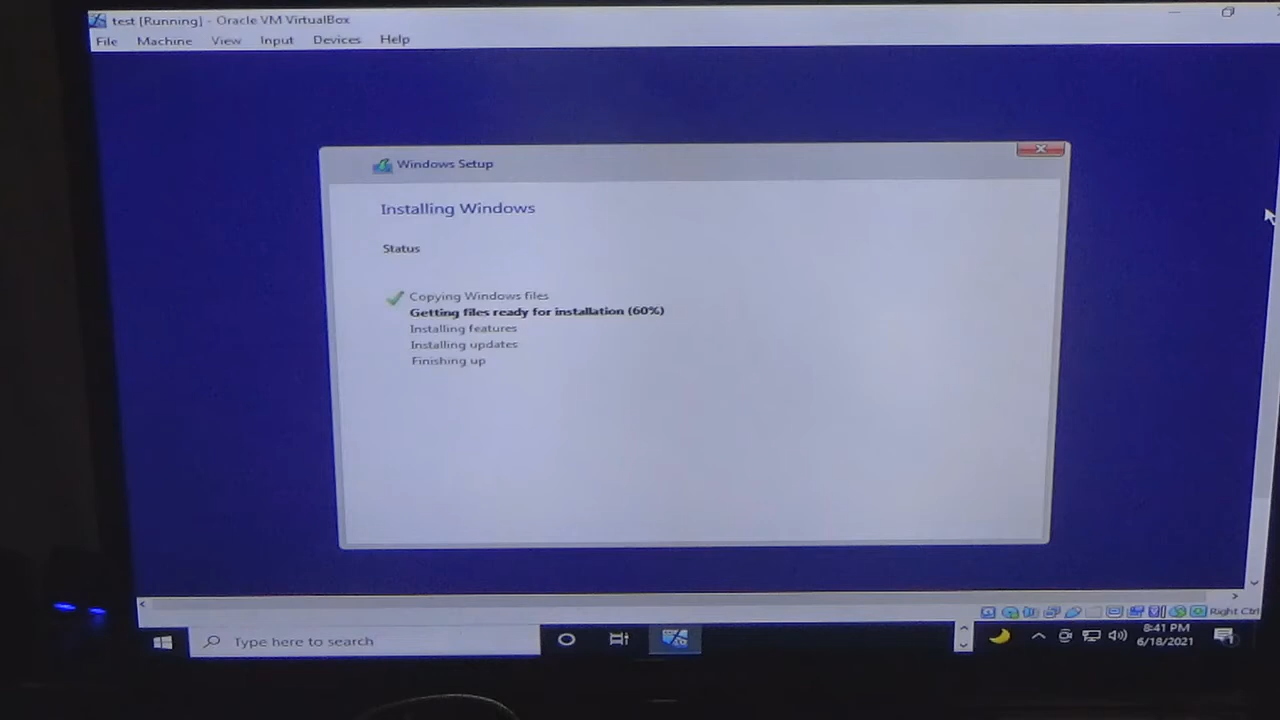 test [Running] - Oracle VM VirtualBox
File Machine View Input Devices Help
Windows Setup
Installing Windows
Status
Copying Windows files
Getting files ready for installation (60%)
Installing features
Installing updates
Finishing up
Right Ctrl
Type here to search
8:41 PM
6/18/2021